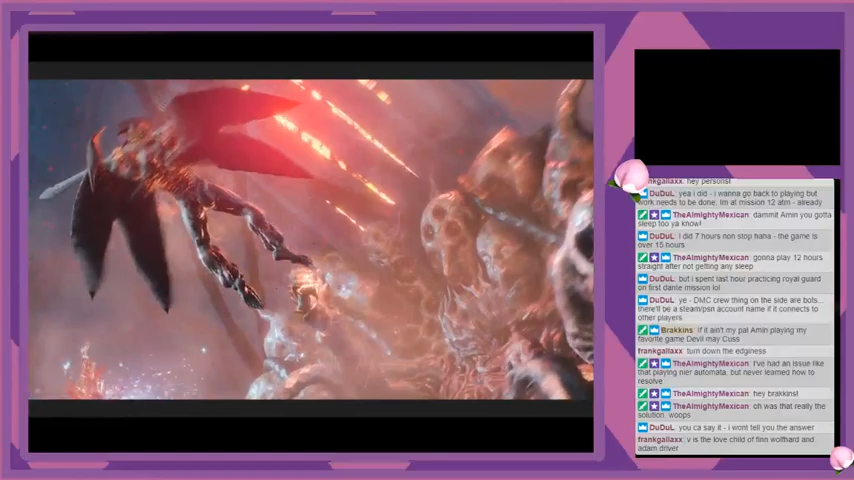 nkgallaxx: hey persons!
DuDuL: yea i did - i wanna go back to playing but
work needs to be done. Im at mission 12 atm - already
TheAlmightyMexican: dammit Amin you gotta
sleep too ya know!
DuDuL: I did 7 hours non stop haha - the game is
over 15 hours
TheAlmightyMexican: gonna play 12 hours
straight after not getting any sleep
DuDuL: but i spent last hour practicing royal guard
on first dante mission lol
DuDuL: ye - DMC crew thing on the side are bots...
there'll be a steam/psn account name if it connects to
other players
Brakkins: If it ain't my pal Amin playing my
favorite game Devil may Cuss
frankgallaxx: turn down the edginess
TheAlmightyMexican: I've had an issue like
that playing nier automata, but never learned how to
resolve
TheAlmightyMexican: hey brakkins!
TheAlmightyMexican: oh was that really the
solution. woops
DuDuL: you ca say it - i wont tell you the answer
frankgallaxx: v is the love child of finn wolfhard and
adam driver